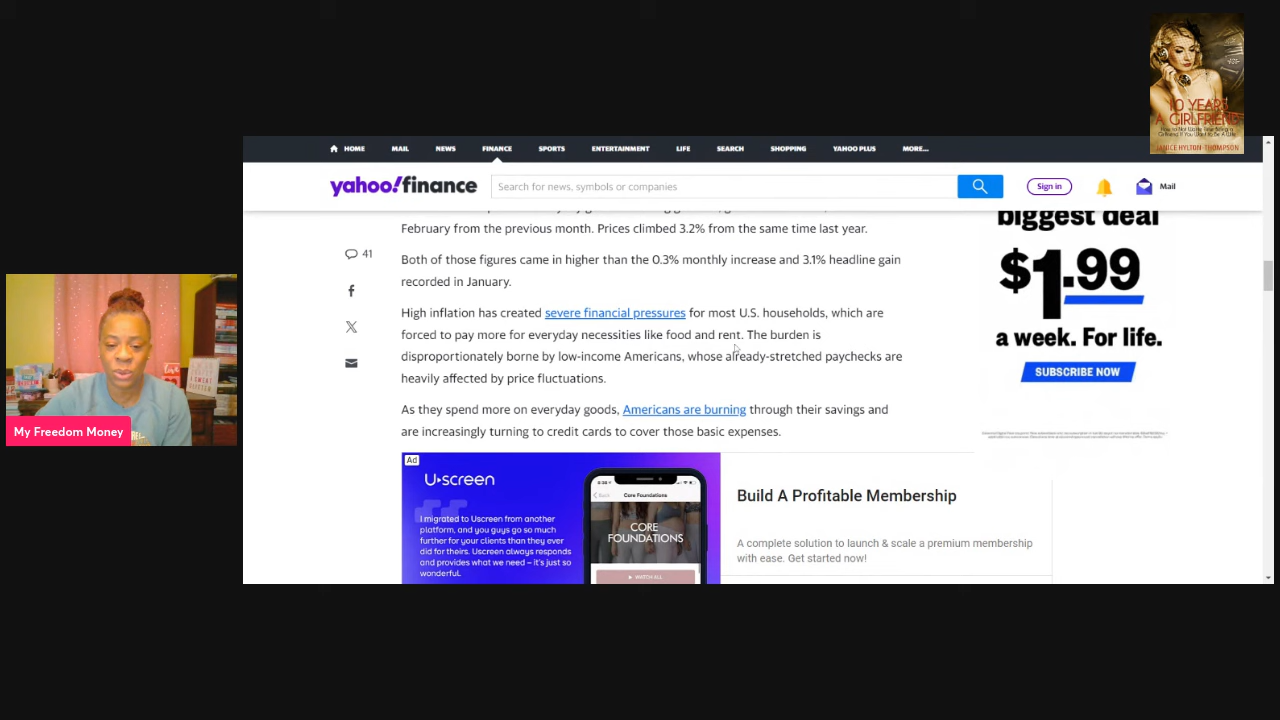 10 YEARS
A GIRLFRIEND
JANICE HYLTON-THOMPSON
HOME MAIL NEWS FINANCE SPORTS ENTERTAINMENT LIFE SEARCH SHOPPING YAHOO PLUS MORE...
yahoo!finance
Search for news, symbols or companies
Sign in
Mail
February from the previous month. Prices climbed 3.2% from the same time last year.
41
Both of those figures came in higher than the 0.3% monthly increase and 3.1% headline gain
recorded in January.
High inflation has created severe financial pressures for most U.S. households, which are
forced to pay more for everyday necessities like food and rent. The burden is
disproportionately borne by low-income Americans, whose already-stretched paychecks are
heavily affected by price fluctuations.
As they spend more on everyday goods, Americans are burning through their savings and
are increasingly turning to credit cards to cover those basic expenses.
biggest deal
$1.99
a week. For life.
SUBSCRIBE NOW
My Freedom Money
Ad
Uscreen
I migrated to Uscreen from another
platform, and you guys go so much
further for your clients than they ever
did for theirs. Uscreen always responds
and provides what we need – it's just so
wonderful.
Back
Core Foundations
CORE
FOUNDATIONS
WATCH ALL
Build A Profitable Membership
A complete solution to launch & scale a premium membership
with ease. Get started now!